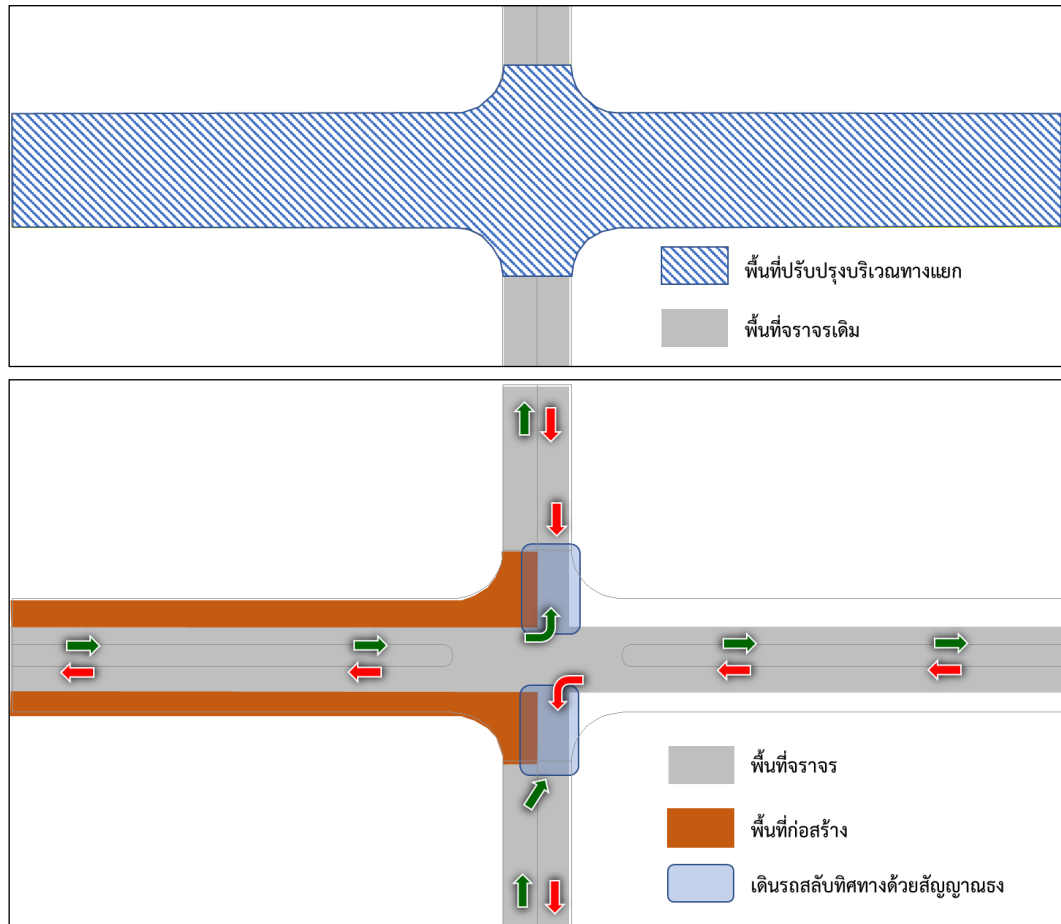 พื้นที่ปรับปรุงบริเวณทางแยก
พื้นที่จราจรเดิม
พื้นที่จราจร
พื้นที่ก่อสร้าง
เดินรถสลับทิศทางด้วยสัญญาณธง